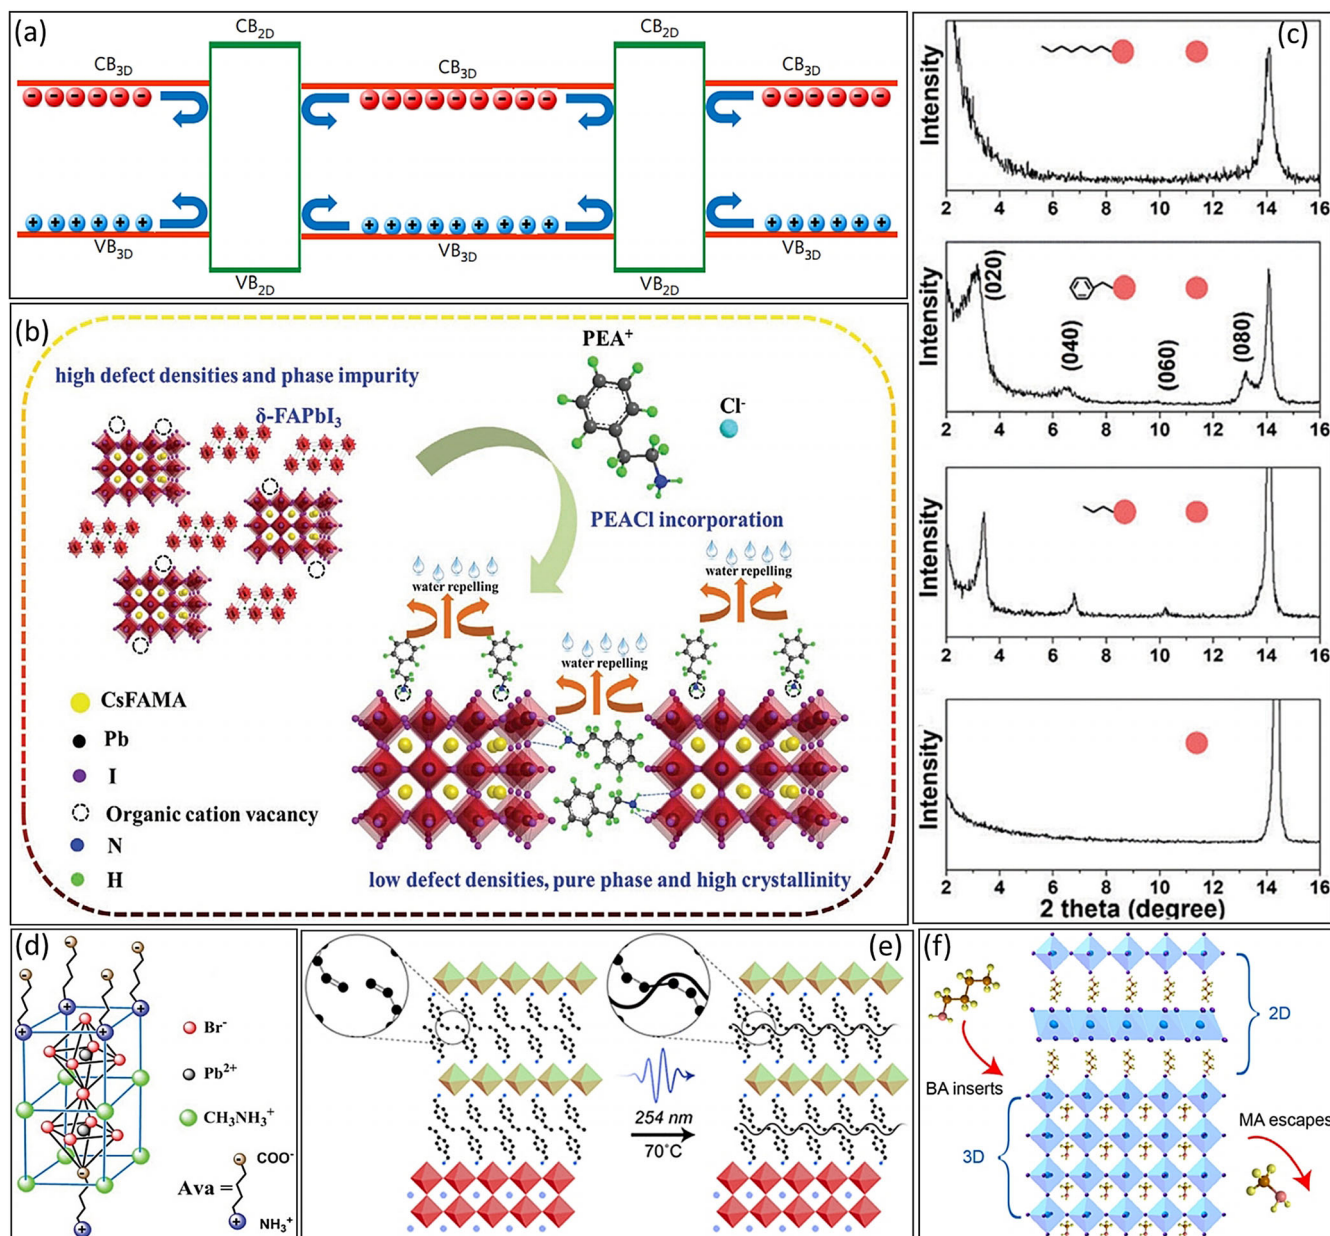 (a)
CB2D
CB2D
CB3D
CB3D
CB3D
VB3D
VB3D
VB3D
VB2D
VB2D
(b)
high defect densities and phase impurity
δ-FAPbI3
PEA+
Cl-
PEACl incorporation
water repelling
water repelling
water repelling
CsFAMA
Pb
I
Organic cation vacancy
N
H
low defect densities, pure phase and high crystallinity
(c)
Intensity
2 4 6 8 10 12 14 16
Intensity
(020)
(040)
(060)
(080)
2 4 6 8 10 12 14 16
Intensity
2 4 6 8 10 12 14 16
Intensity
2 4 6 8 10 12 14 16
2 theta (degree)
(d)
Br-
Pb2+
CH3NH3+
COO-
Ava =
NH3+
(e)
254 nm
70°C
(f)
2D
BA inserts
3D
MA escapes